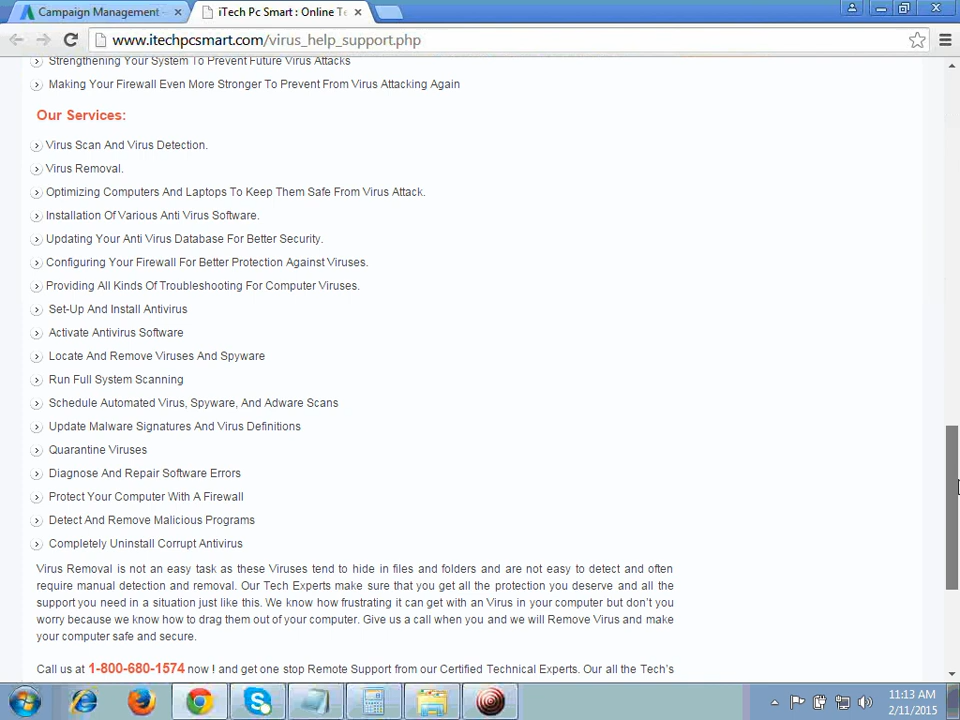 Campaign Management -
iTech Pc Smart : Online Te
www.itechpcsmart.com/virus_help_support.php
Strengthening Your System To Prevent Future Virus Attacks
Making Your Firewall Even More Stronger To Prevent From Virus Attacking Again
Our Services:
Virus Scan And Virus Detection.
Virus Removal.
Optimizing Computers And Laptops To Keep Them Safe From Virus Attack.
Installation Of Various Anti Virus Software.
Updating Your Anti Virus Database For Better Security.
Configuring Your Firewall For Better Protection Against Viruses.
Providing All Kinds Of Troubleshooting For Computer Viruses.
Set-Up And Install Antivirus
Activate Antivirus Software
Locate And Remove Viruses And Spyware
Run Full System Scanning
Schedule Automated Virus, Spyware, And Adware Scans
Update Malware Signatures And Virus Definitions
Quarantine Viruses
Diagnose And Repair Software Errors
Protect Your Computer With A Firewall
Detect And Remove Malicious Programs
Completely Uninstall Corrupt Antivirus
Virus Removal is not an easy task as these Viruses tend to hide in files and folders and are not easy to detect and often
require manual detection and removal. Our Tech Experts make sure that you get all the protection you deserve and all the
support you need in a situation just like this. We know how frustrating it can get with an Virus in your computer but don't you
worry because we know how to drag them out of your computer. Give us a call when you and we will Remove Virus and make
your computer safe and secure.
Call us at 1-800-680-1574 now ! and get one stop Remote Support from our Certified Technical Experts. Our all the Tech's
11:13 AM
2/11/2015